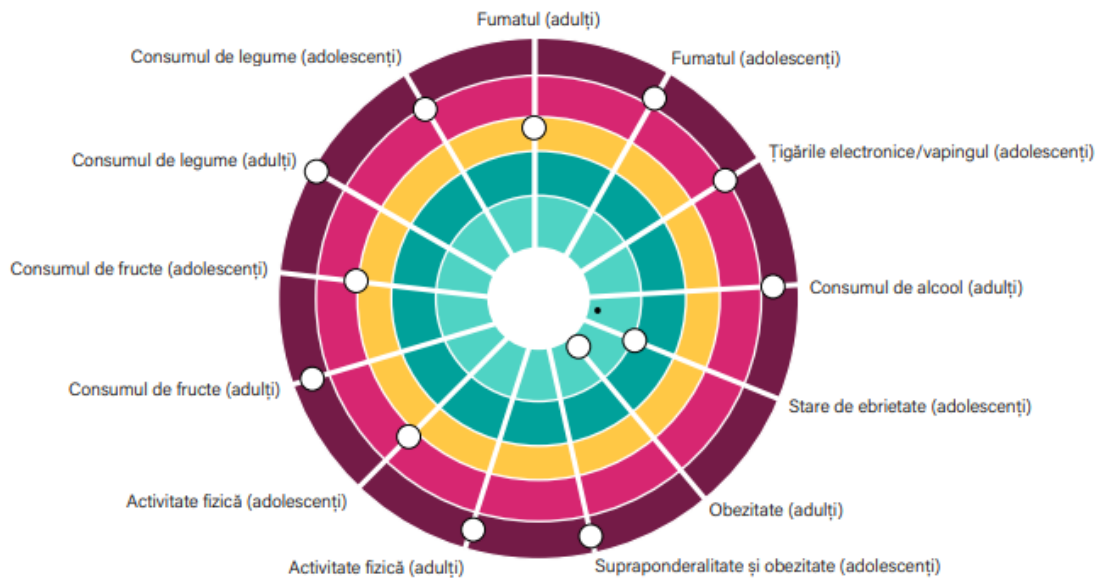 Fumatul (adulți)
Fumatul (adolescenți)
Țigările electronice/vapingul (adolescenți)
Consumul de alcool (adulți)
Stare de ebrietate (adolescenți)
Obezitate (adulți)
Supraponderalitate și obezitate (adolescenți)
Activitate fizică (adulți)
Activitate fizică (adolescenți)
Consumul de fructe (adulți)
Consumul de fructe (adolescenți)
Consumul de legume (adulți)
Consumul de legume (adolescenți)